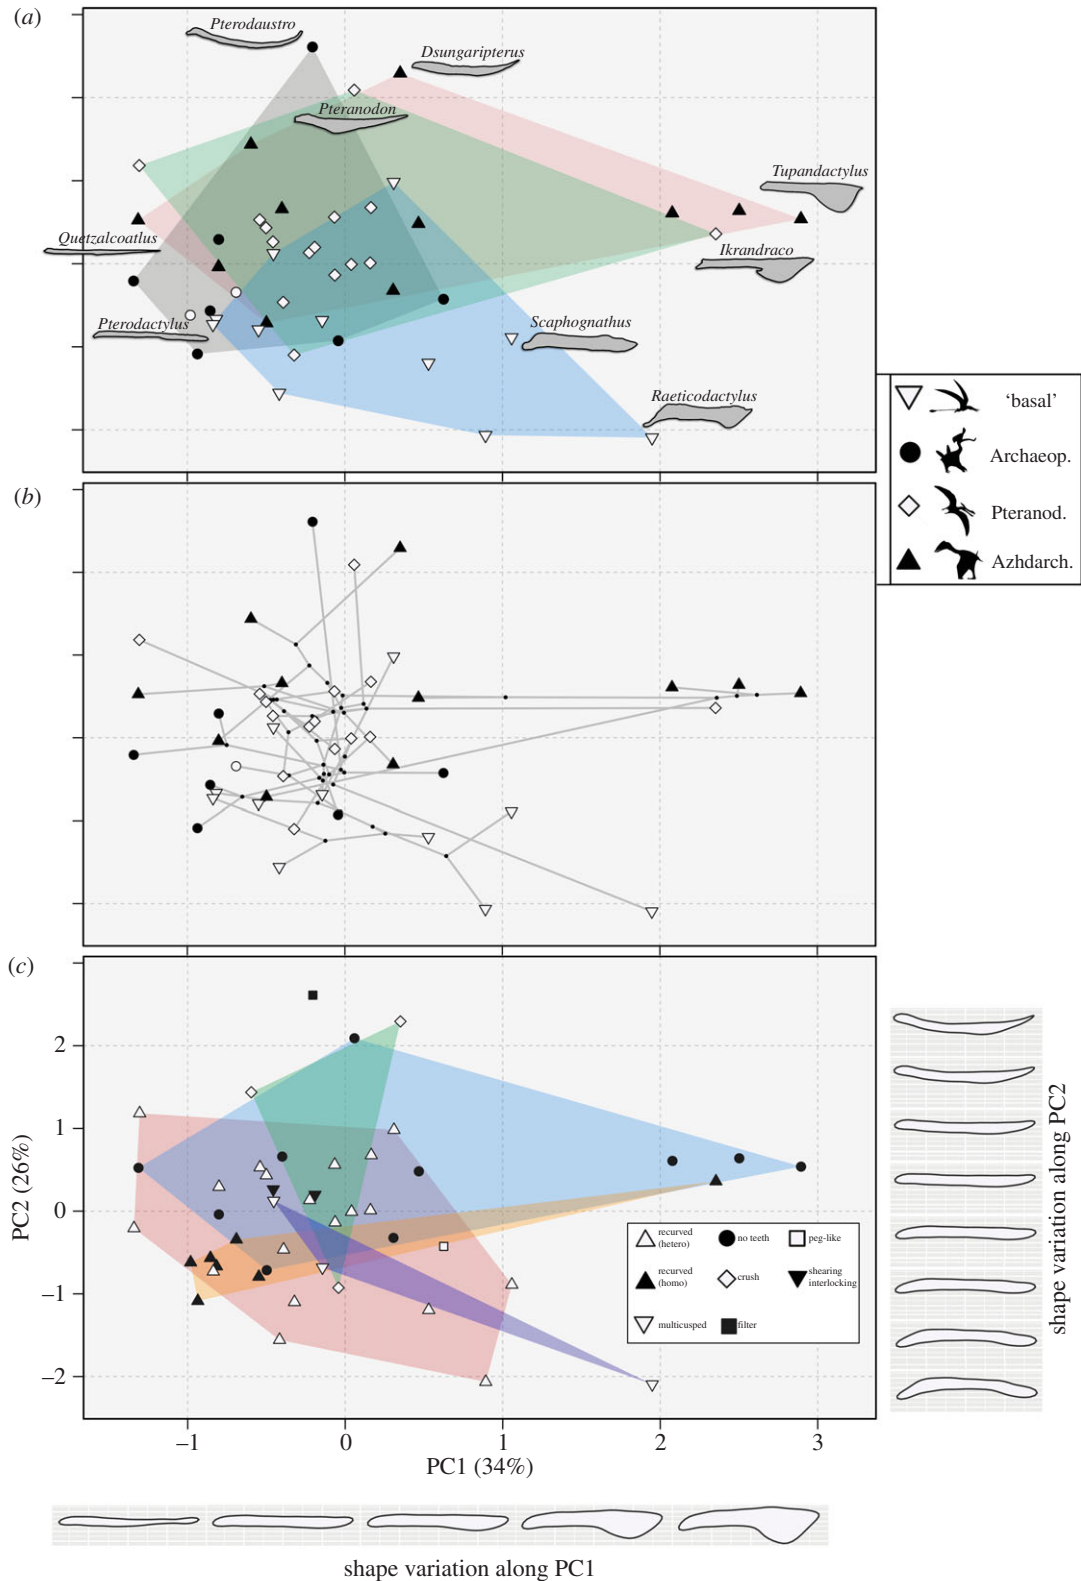 (a)
Pterodaustro
Dsungaripterus
Pteranodon
Tupandactylus
Quetzalcoatlus
Ikrandraco
Pterodactylus
Scaphognathus
Raeticodactylus
'basal'
Archaeop.
Pteranod.
Azhdarch.
(b)
(c)
PC2 (26%)
2
1
0
−1
−2
recurved (hetero)
no teeth
peg-like
recurved (homo)
crush
shearing interlocking
multicusped
filter
shape variation along PC2
−1
0
1
2
3
PC1 (34%)
shape variation along PC1